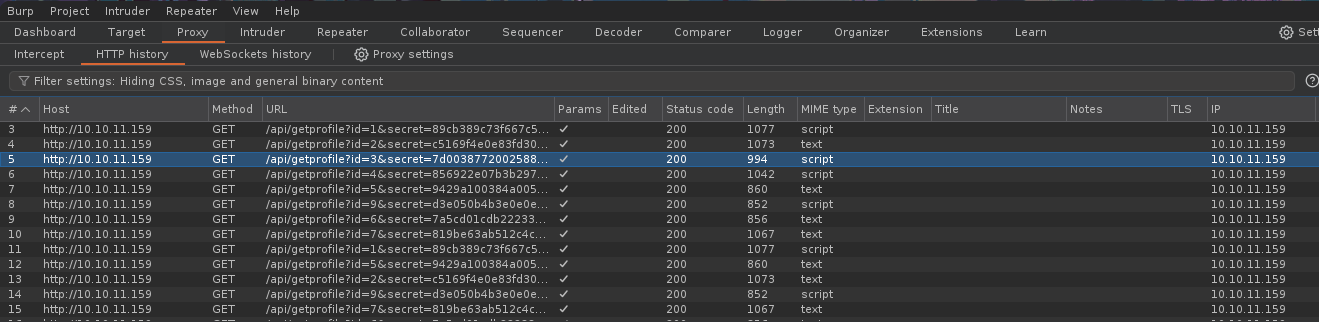 Burp Project Intruder Repeater View Help
Dashboard Target Proxy Intruder Repeater Collaborator Sequencer Decoder Comparer Logger Organizer Extensions Learn Sett
Intercept HTTP history WebSockets history Proxy settings
Filter settings: Hiding CSS, image and general binary content
# Host Method URL Params Edited Status code Length MIME type Extension Title Notes TLS IP
3 http://10.10.11.159 GET /api/getprofile?id=1&secret=89cb389c73f667c5... ✓ 200 1077 script 10.10.11.159
4 http://10.10.11.159 GET /api/getprofile?id=2&secret=c5169f4e0e83fd30... ✓ 200 1073 text 10.10.11.159
5 http://10.10.11.159 GET /api/getprofile?id=3&secret=7d0038772002588... ✓ 200 994 script 10.10.11.159
6 http://10.10.11.159 GET /api/getprofile?id=4&secret=856922e07b3b297... ✓ 200 1042 script 10.10.11.159
7 http://10.10.11.159 GET /api/getprofile?id=5&secret=9429a100384a005... ✓ 200 860 text 10.10.11.159
8 http://10.10.11.159 GET /api/getprofile?id=9&secret=d3e050b4b3e0e0e... ✓ 200 852 script 10.10.11.159
9 http://10.10.11.159 GET /api/getprofile?id=6&secret=7a5cd01cdb22233... ✓ 200 856 text 10.10.11.159
10 http://10.10.11.159 GET /api/getprofile?id=7&secret=819be63ab512c4c... ✓ 200 1067 text 10.10.11.159
11 http://10.10.11.159 GET /api/getprofile?id=1&secret=89cb389c73f667c5... ✓ 200 1077 script 10.10.11.159
12 http://10.10.11.159 GET /api/getprofile?id=5&secret=9429a100384a005... ✓ 200 860 text 10.10.11.159
13 http://10.10.11.159 GET /api/getprofile?id=2&secret=c5169f4e0e83fd30... ✓ 200 1073 text 10.10.11.159
14 http://10.10.11.159 GET /api/getprofile?id=9&secret=d3e050b4b3e0e0e... ✓ 200 852 script 10.10.11.159
15 http://10.10.11.159 GET /api/getprofile?id=7&secret=819be63ab512c4c... ✓ 200 1067 text 10.10.11.159